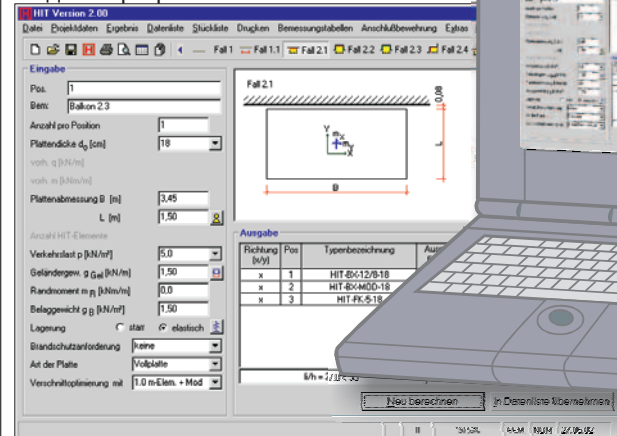 HIT Version 2.00
Datei Projektdaten Ergebnis Datenliste Stückliste Drucken Bemessungstabellen Anschlußbewehrung Extras
Fall 1 Fall 1.1 Fall 2.1 Fall 2.2 Fall 2.3 Fall 2.4
Eingabe
Pos. 1
Bem: Balkon 2.3
Anzahl pro Position 1
Plattendicke d₀ [cm] 18
vorh. q [kN/m]
vorh. m [kNm/m]
Plattenabmessung B [m] 3,45
L [m] 1,50
Anzahl HIT-Elemente
Verkehrslast p [kN/m²] 5,0
Geländergew. g Gel [kN/m] 1,50
Randmoment m R [kNm/m] 0,0
Belaggewicht g B [kN/m²] 1,50
Lagerung starr elastisch
Brandschutzanforderung keine
Art der Platte Vollplatte
Verschnittoptimierung mit 1.0 m-Elem. + Mod
Fall 2.1
0,08
Y m x
m y
X
L
B
Ausgabe
Richtung [x/y] Pos Typenbezeichnung
x 1 HIT-BX-12/8-18
x 2 HIT-BX-MOD-18
x 3 HIT-FK-5-18
li/h =
Neu berechnen In Datenliste übernehmen
NUM 27.05.02